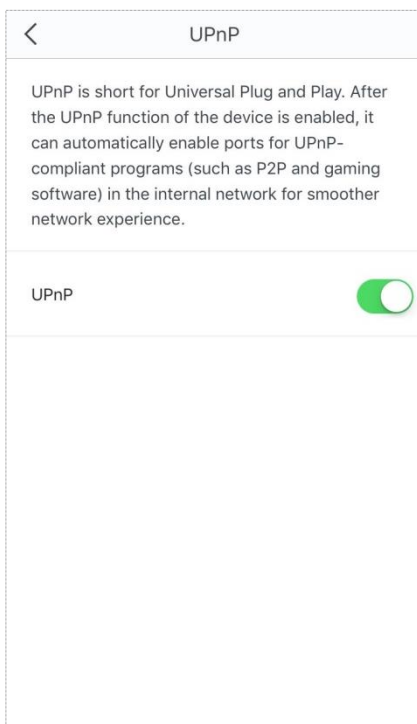 UPnP
UPnP is short for Universal Plug and Play. After
the UPnP function of the device is enabled, it
can automatically enable ports for UPnP-
compliant programs (such as P2P and gaming
software) in the internal network for smoother
network experience.
UPnP